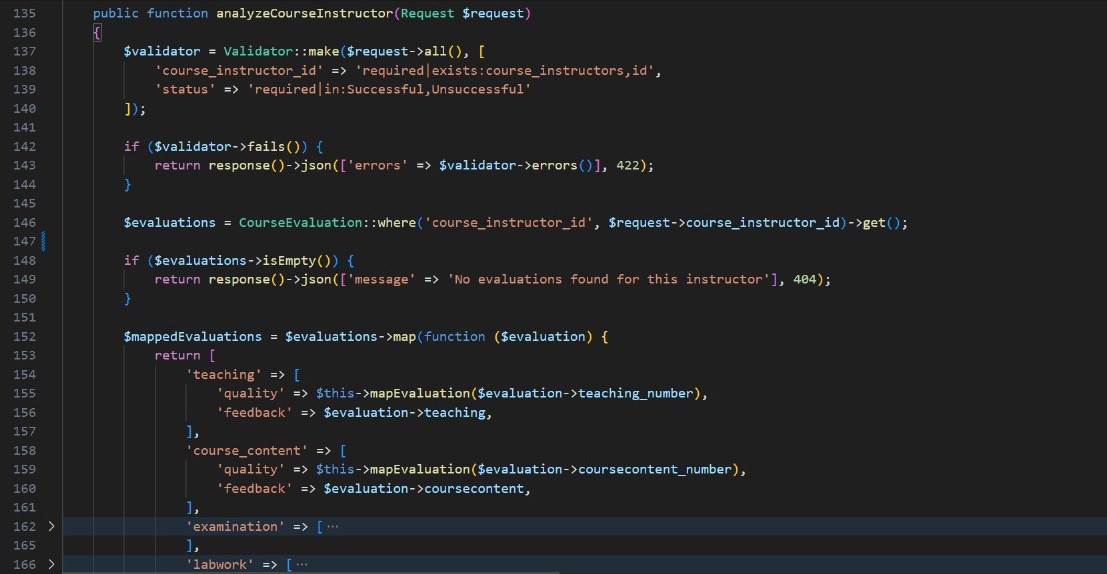 135 public function analyzeCourseInstructor(Request $request)
136 {
137 $validator = Validator::make($request->all(), [
138 'course_instructor_id' => 'required|exists:course_instructors,id',
139 'status' => 'required|in:Successful,Unsuccessful'
140 ]);
141
142 if ($validator->fails()) {
143 return response()->json(['errors' => $validator->errors()], 422);
144 }
145
146 $evaluations = CourseEvaluation::where('course_instructor_id', $request->course_instructor_id)->get();
147
148 if ($evaluations->isEmpty()) {
149 return response()->json(['message' => 'No evaluations found for this instructor'], 404);
150 }
151
152 $mappedEvaluations = $evaluations->map(function ($evaluation) {
153 return [
154 'teaching' => [
155 'quality' => $this->mapEvaluation($evaluation->teaching_number),
156 'feedback' => $evaluation->teaching,
157 ],
158 'course_content' => [
159 'quality' => $this->mapEvaluation($evaluation->coursecontent_number),
160 'feedback' => $evaluation->coursecontent,
161 ],
162 'examination' => [ ⋯
165 ],
166 'labwork' => [ ⋯